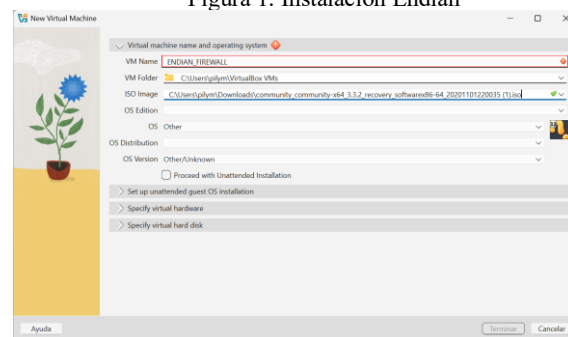 Figura 1. Instalación Endian
New Virtual Machine
Virtual machine name and operating system
VM Name ENDIAN_FIREWALL
VM Folder C:\Users\pilym\VirtualBox VMs
ISO Image C:\Users\pilym\Downloads\community_community-x64_3.3.2_recovery_softwarex86-64_20201101220035 (1).iso
OS Edition
OS Other
OS Distribution
OS Version Other/Unknown
Proceed with Unattended Installation
Set up unattended guest OS installation
Specify virtual hardware
Specify virtual hard disk
Ayuda Terminar Cancelar